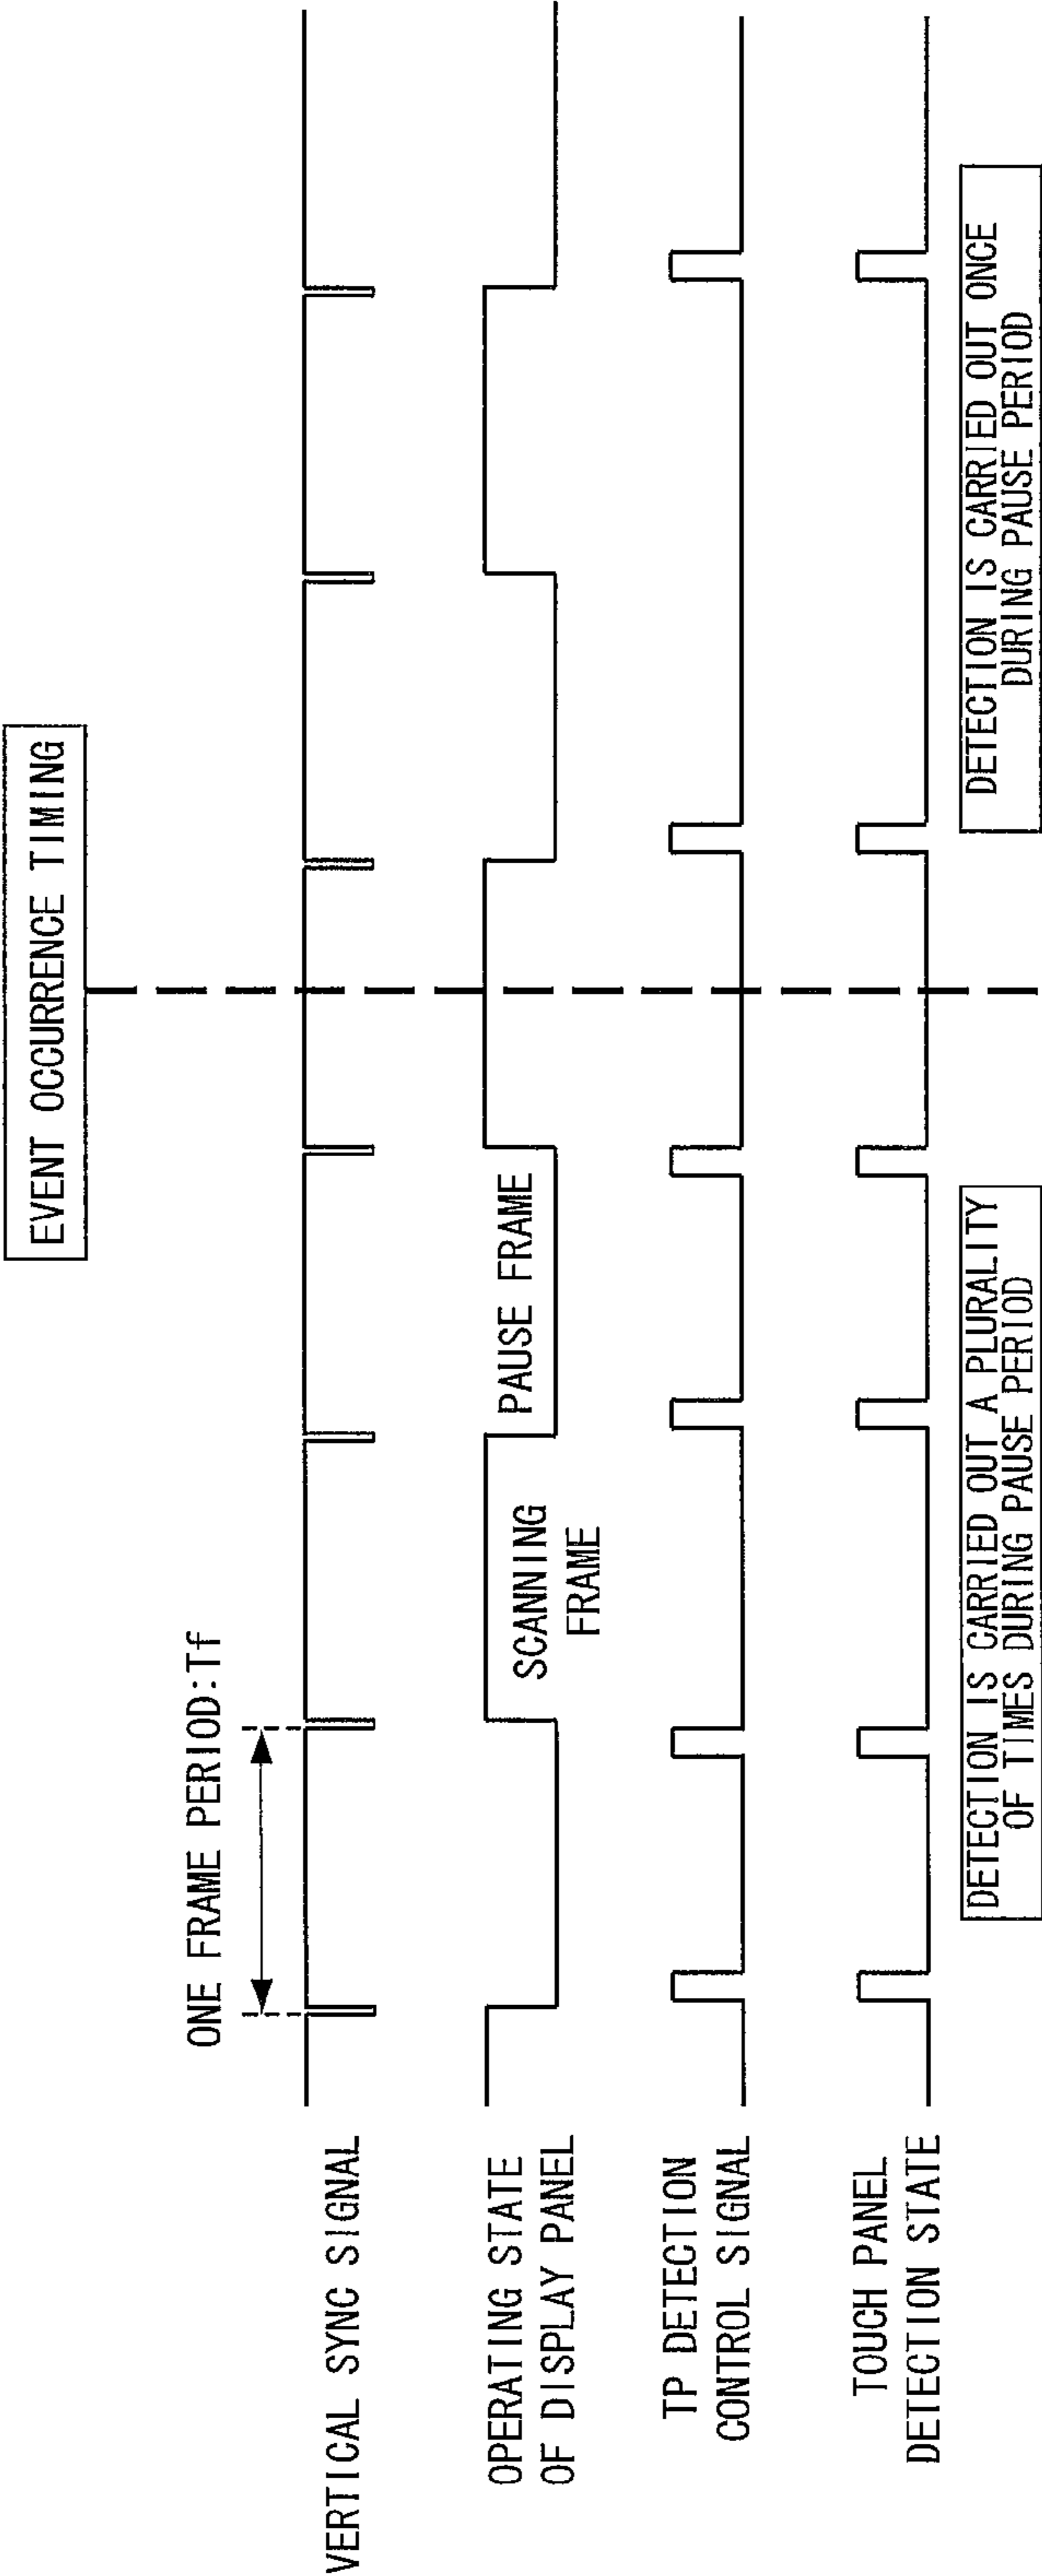 EVENT OCCURRENCE TIMING
ONE FRAME PERIOD:Tf
VERTICAL SYNC SIGNAL
OPERATING STATE
OF DISPLAY PANEL
SCANNING
FRAME
PAUSE FRAME
TP DETECTION
CONTROL SIGNAL
TOUCH PANEL
DETECTION STATE
DETECTION IS CARRIED OUT A PLURALITY
OF TIMES DURING PAUSE PERIOD
DETECTION IS CARRIED OUT ONCE
DURING PAUSE PERIOD